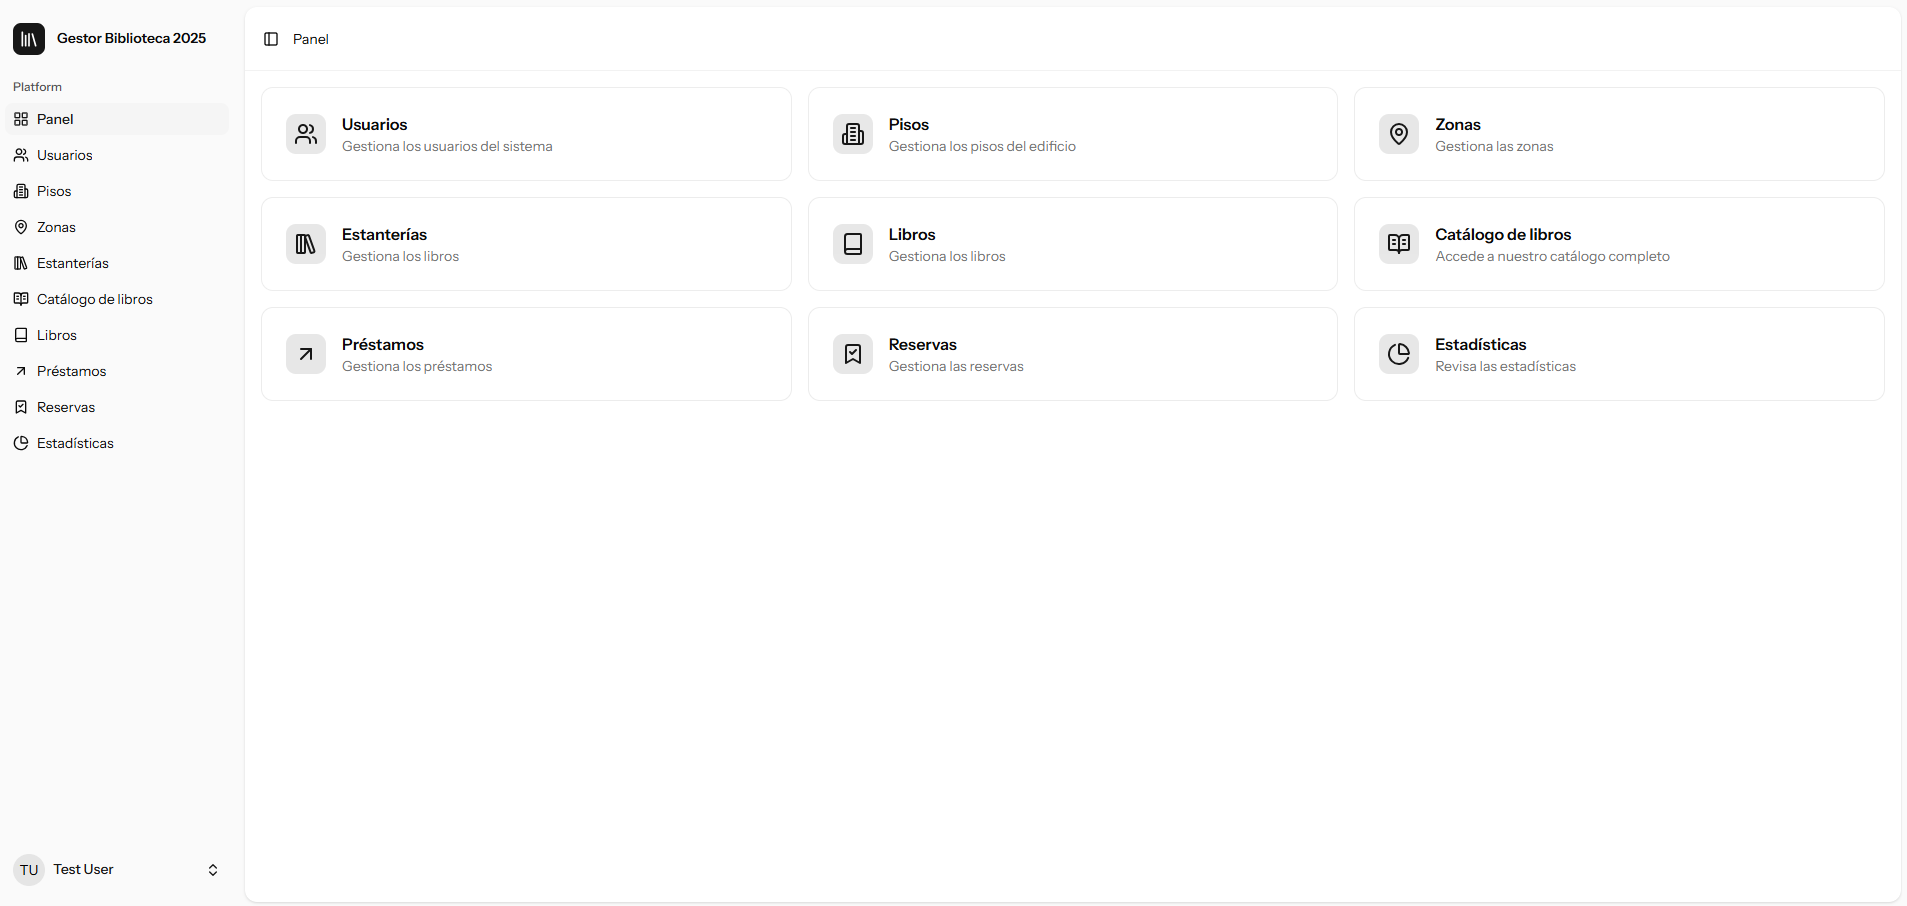 Gestor Biblioteca 2025
Platform
Panel
Usuarios
Pisos
Zonas
Estanterías
Catálogo de libros
Libros
Préstamos
Reservas
Estadísticas
TU Test User
Panel
Usuarios
Gestiona los usuarios del sistema
Pisos
Gestiona los pisos del edificio
Zonas
Gestiona las zonas
Estanterías
Gestiona los libros
Libros
Gestiona los libros
Catálogo de libros
Accede a nuestro catálogo completo
Préstamos
Gestiona los préstamos
Reservas
Gestiona las reservas
Estadísticas
Revisa las estadísticas